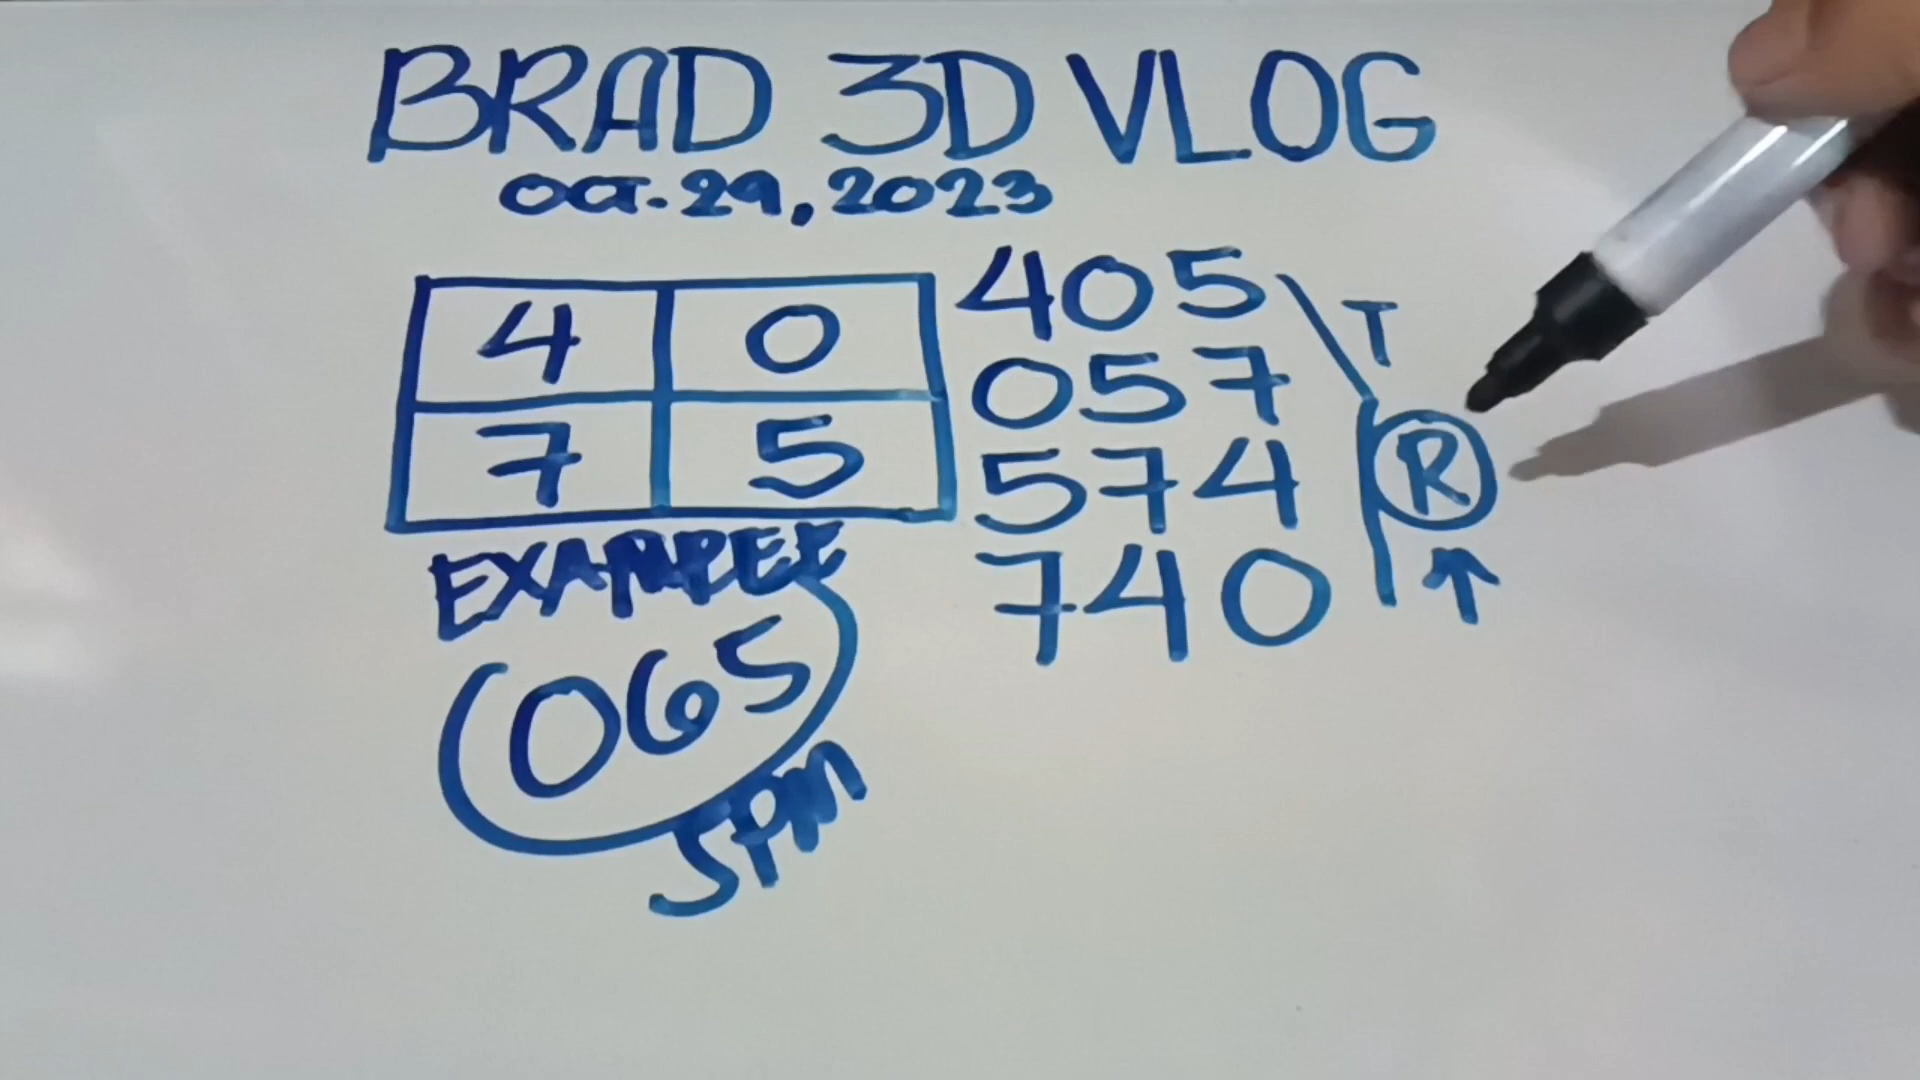 BRAD 3D VLOG
OCT. 29, 2023
4 0
7 5
405
057
574
740
T
R
EXAMPLE
065
5PM